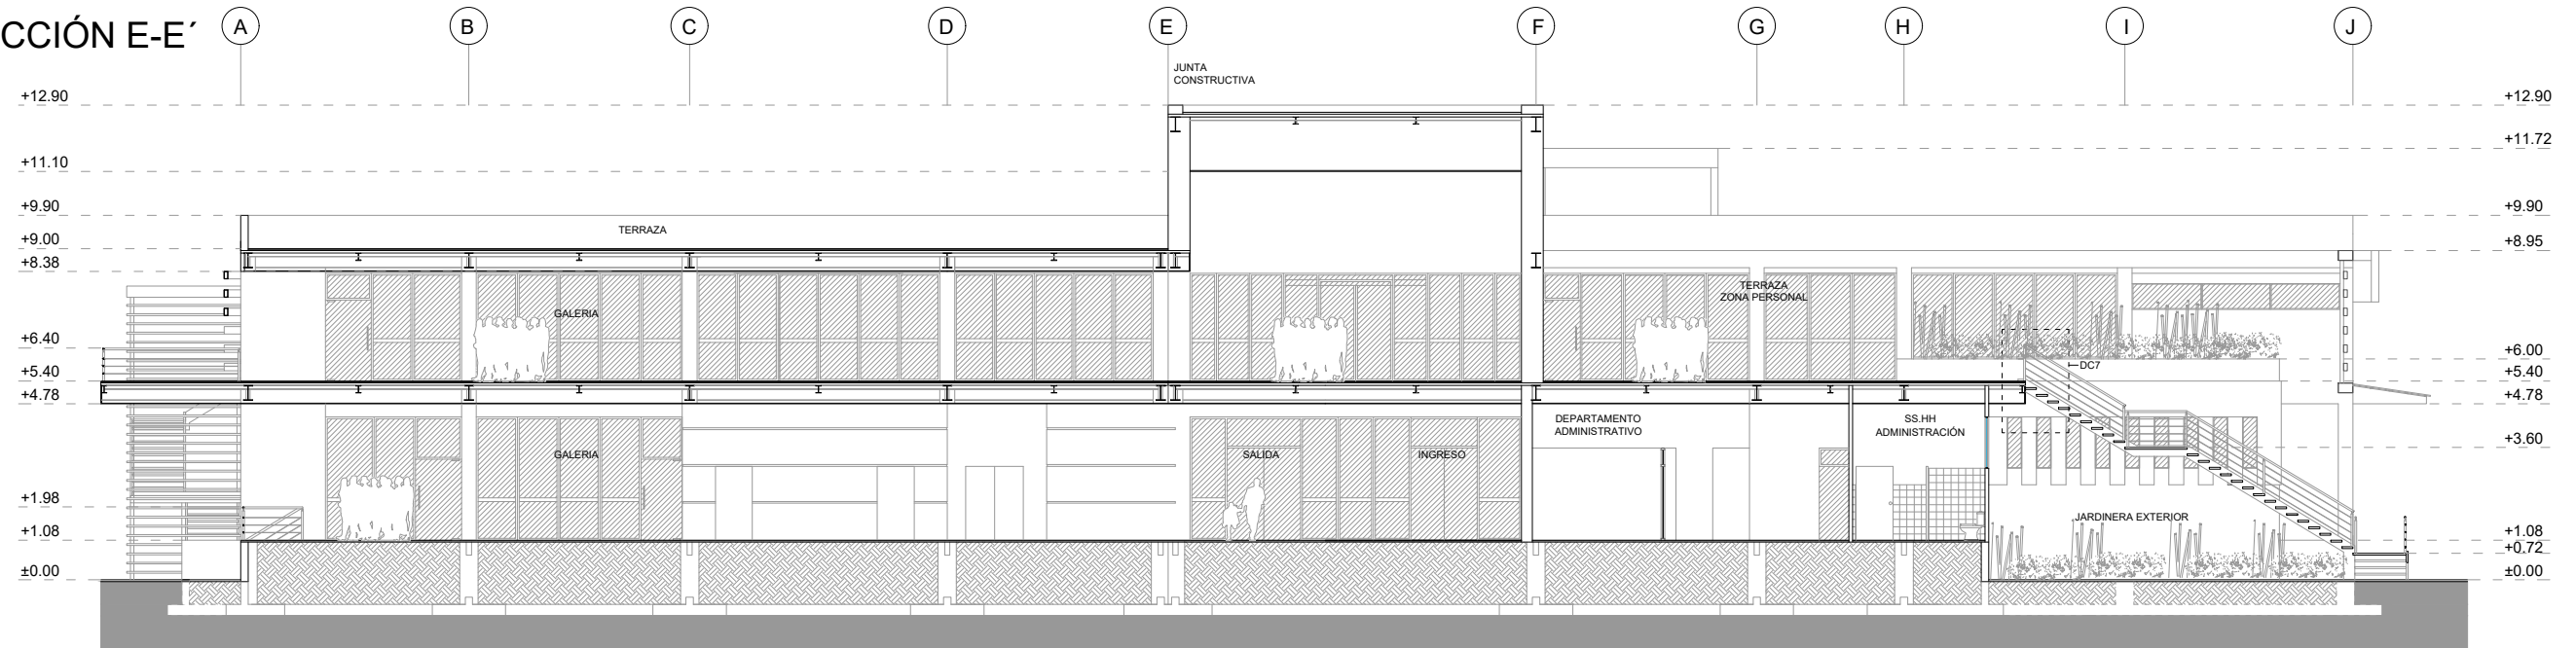 CCIÓN E-E´
A
B
C
D
E
F
G
H
I
J
JUNTA
CONSTRUCTIVA
+12.90
+12.90
+11.72
+11.10
+9.90
+9.90
TERRAZA
+9.00
+8.95
+8.38
TERRAZA
ZONA PERSONAL
GALERIA
+6.40
+6.00
DC7
+5.40
+5.40
+4.78
+4.78
DEPARTAMENTO
ADMINISTRATIVO
SS.HH
ADMINISTRACIÓN
+3.60
GALERIA
SALIDA
INGRESO
+1.98
JARDINERA EXTERIOR
+1.08
+1.08
+0.72
±0.00
±0.00